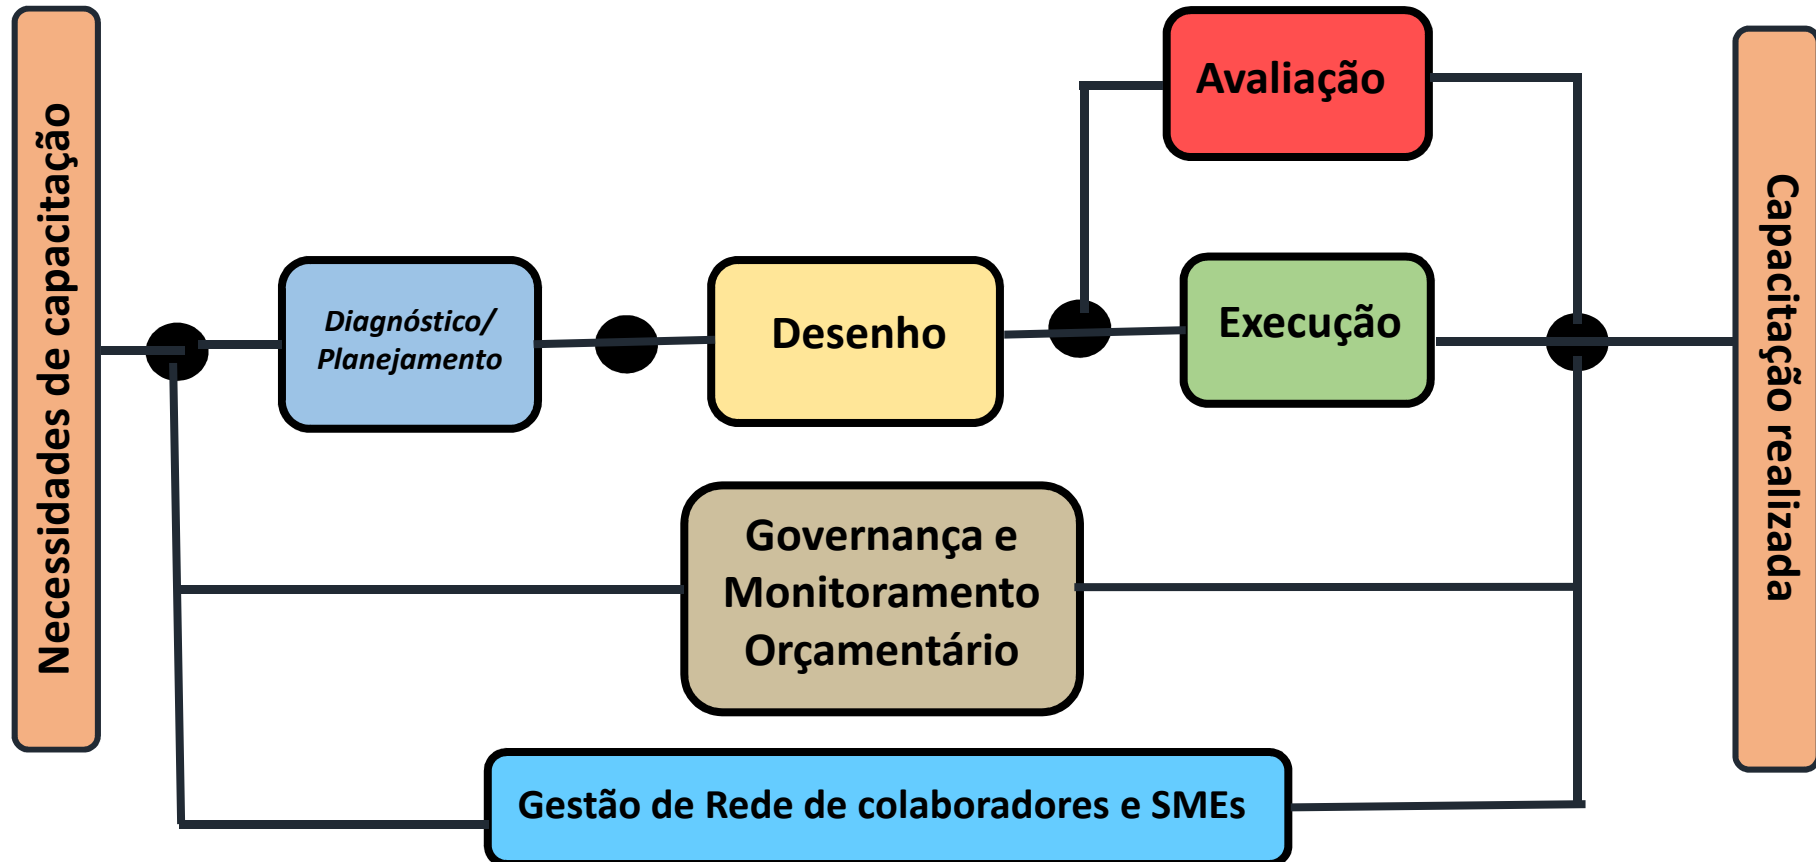 Necessidades de capacitação
Diagnóstico/
Planejamento
Desenho
Avaliação
Execução
Governança e
Monitoramento
Orçamentário
Gestão de Rede de colaboradores e SMEs
Capacitação realizada